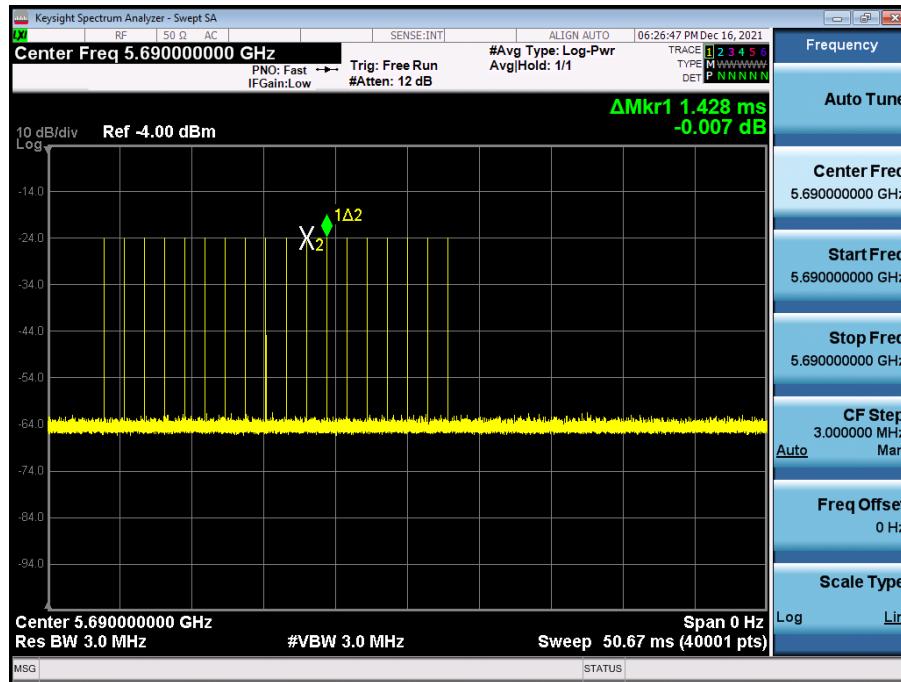 Keysight Spectrum Analyzer - Swept SA
LXI RF 50 Ω AC SENSE:INT ALIGN AUTO 06:26:47 PM Dec 16, 2021
Center Freq 5.690000000 GHz
PNO: Fast
IFGain:Low
Trig: Free Run
#Atten: 12 dB
#Avg Type: Log-Pwr
Avg|Hold: 1/1
TRACE 1 2 3 4 5 6
TYPE M WWWWW
DET P N N N N N
ΔMkr1 1.428 ms
-0.007 dB
10 dB/div Ref -4.00 dBm
Log
-14.0
1Δ2
-24.0
2
-34.0
-44.0
-54.0
-64.0
-74.0
-84.0
-94.0
Center 5.690000000 GHz Span 0 Hz
Res BW 3.0 MHz #VBW 3.0 MHz Sweep 50.67 ms (40001 pts)
MSG STATUS
Frequency
Auto Tune
Center Freq
5.690000000 GHz
Start Freq
5.690000000 GHz
Stop Freq
5.690000000 GHz
CF Step
3.000000 MHz
Auto Man
Freq Offset
0 Hz
Scale Type
Log Lin